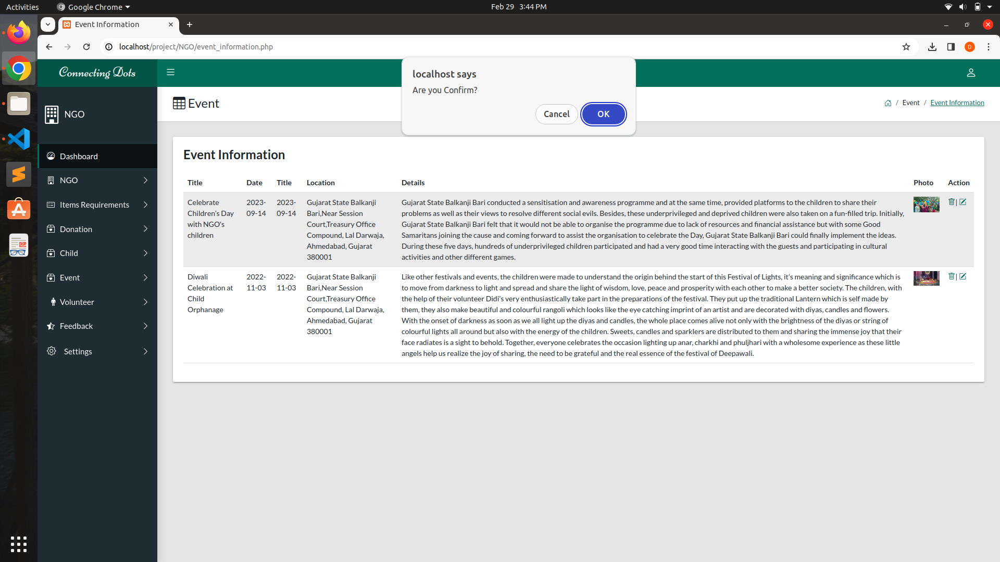 Activities
Google Chrome
Feb 29 3:44 PM
Event Information
localhost/project/NGO/event_information.php
D
Connecting Dots
localhost says
Are you Confirm?
Cancel
OK
NGO
Event
/ Event / Event Information
Dashboard
NGO
Items Requirements
Donation
Child
Event
Volunteer
Feedback
Settings
Event Information
Title Date Title Location Details Photo Action
Celebrate
Children’s Day
with NGO's
children
2023-
09-14
2023-
09-14
Gujarat State Balkanji
Bari,Near Session
Court,Treasury Office
Compound, Lal Darwaja,
Ahmedabad, Gujarat
380001
Gujarat State Balkanji Bari conducted a sensitisation and awareness programme and at the same time, provided platforms to the children to share their
problems as well as their views to resolve different social evils. Besides, these underprivileged and deprived children were also taken on a fun-filled trip. Initially,
Gujarat State Balkanji Bari felt that it would not be able to organise the programme due to lack of resources and financial assistance but with some Good
Samaritans joining the cause and coming forward to assist the organisation to celebrate the Day, Gujarat State Balkanji Bari could finally implement the ideas.
During these five days, hundreds of underprivileged children participated and had a very good time interacting with the guests and participating in cultural
activities and other different games.
|
Diwali
Celebration at
Child
Orphanage
2022-
11-03
2022-
11-03
Gujarat State Balkanji
Bari,Near Session
Court,Treasury Office
Compound, Lal Darwaja,
Ahmedabad, Gujarat
380001
Like other festivals and events, the children were made to understand the origin behind the start of this Festival of Lights, it’s meaning and significance which is
to move from darkness to light and spread and share the light of wisdom, love, peace and prosperity with each other to make a better society. The children, with
the help of their volunteer Didi’s very enthusiastically take part in the preparations of the festival. They put up the traditional Lantern which is self made by
them, they also make beautiful and colourful rangoli which looks like the eye catching imprint of an artist and are decorated with diyas, candles and flowers.
With the onset of darkness as soon as we all light up the diyas and candles, the whole place comes alive not only with the brightness of the diyas or string of
colourful lights all around but also with the energy of the children. Sweets, candles and sparklers are distributed to them and sharing the immense joy that their
face radiates is a sight to behold. Together, everyone celebrates the occasion lighting up anar, charkhi and phuljhari with a wholesome experience as these little
angels help us realize the joy of sharing, the need to be grateful and the real essence of the festival of Deepawali.
|